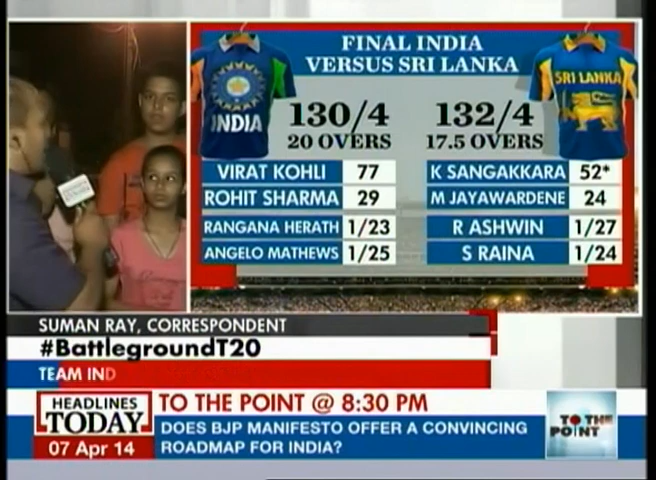 FINAL INDIA
VERSUS SRI LANKA
INDIA
130/4
20 OVERS
132/4
17.5 OVERS
SRI LANKA
VIRAT KOHLI 77
ROHIT SHARMA 29
RANGANA HERATH 1/23
ANGELO MATHEWS 1/25
K SANGAKKARA 52*
M JAYAWARDENE 24
R ASHWIN 1/27
S RAINA 1/24
SUMAN RAY, CORRESPONDENT
#BattlegroundT20
TEAM IND
HEADLINES
TODAY
07 Apr 14
TO THE POINT @ 8:30 PM
DOES BJP MANIFESTO OFFER A CONVINCING
ROADMAP FOR INDIA?
TO THE
POINT